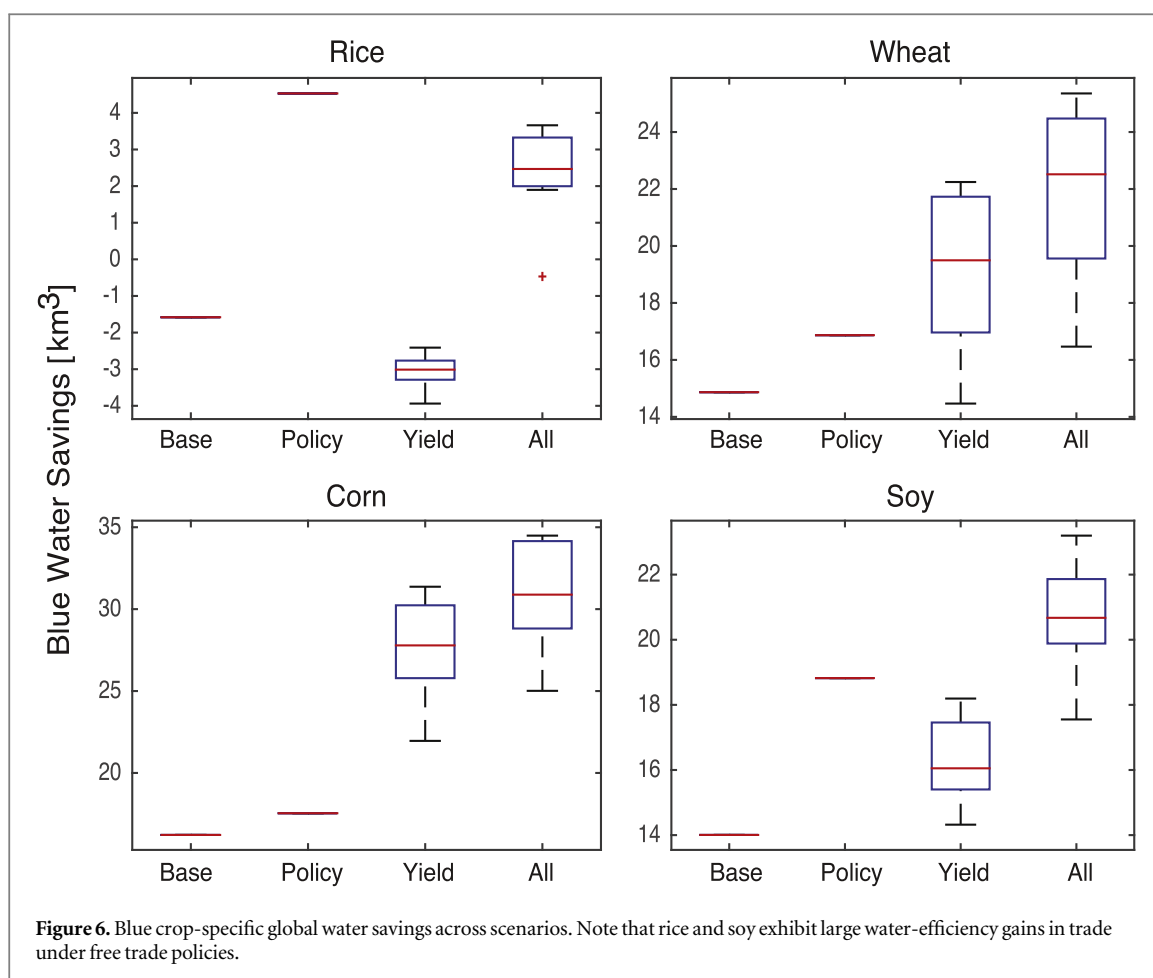 Rice
Wheat
4
3
2
1
0
-1
-2
-3
-4
24
22
20
18
16
14
Base Policy Yield All
Base Policy Yield All
Blue Water Savings [km³]
Corn
Soy
35
30
25
20
22
20
18
16
14
Base Policy Yield All
Base Policy Yield All
Figure 6. Blue crop-specific global water savings across scenarios. Note that rice and soy exhibit large water-efficiency gains in trade
under free trade policies.